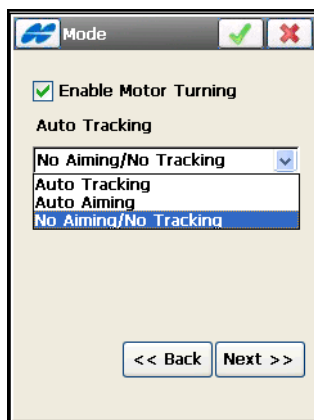 Mode
Enable Motor Turning
Auto Tracking
No Aiming/No Tracking
Auto Tracking
Auto Aiming
No Aiming/No Tracking
<< Back Next >>